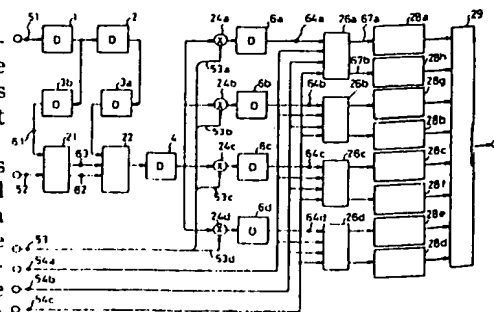 51
1
2
24a
6a
64a
26a
67a
28a
29
D
D
X
D
67b
28h
53a
3b
3a
24b
6b
64b
26b
28g
D
D
X
D
28b
61
53b
21
63
22
4
24c
6c
64c
26c
28c
D
X
D
52
62
53c
28f
24d
6d
64d
26d
28e
X
D
53
53d
28d
54a
54b
54c